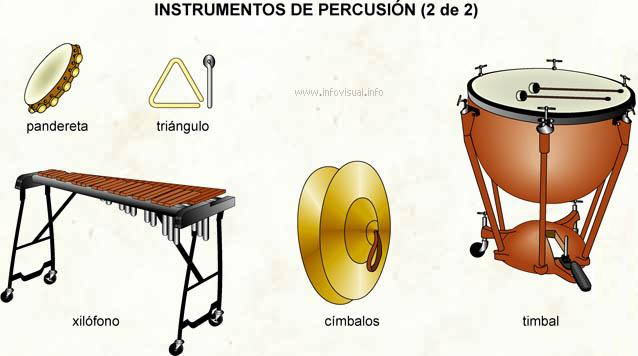 INSTRUMENTOS DE PERCUSIÓN (2 de 2)
www.infovisual.info
pandereta
triángulo
xilófono
címbalos
timbal